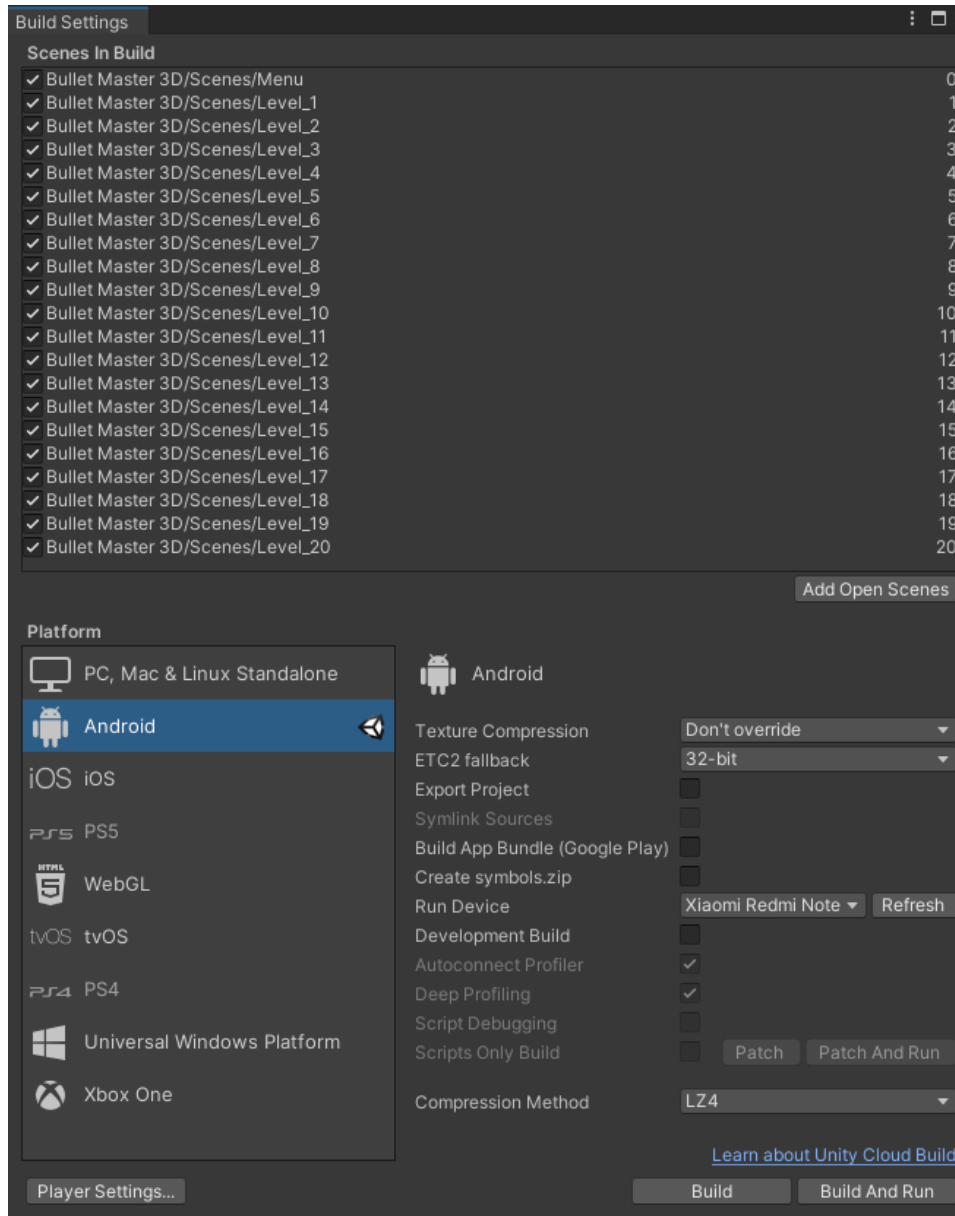 Build Settings
Scenes In Build
Bullet Master 3D/Scenes/Menu 0
Bullet Master 3D/Scenes/Level_1 1
Bullet Master 3D/Scenes/Level_2 2
Bullet Master 3D/Scenes/Level_3 3
Bullet Master 3D/Scenes/Level_4 4
Bullet Master 3D/Scenes/Level_5 5
Bullet Master 3D/Scenes/Level_6 6
Bullet Master 3D/Scenes/Level_7 7
Bullet Master 3D/Scenes/Level_8 8
Bullet Master 3D/Scenes/Level_9 9
Bullet Master 3D/Scenes/Level_10 10
Bullet Master 3D/Scenes/Level_11 11
Bullet Master 3D/Scenes/Level_12 12
Bullet Master 3D/Scenes/Level_13 13
Bullet Master 3D/Scenes/Level_14 14
Bullet Master 3D/Scenes/Level_15 15
Bullet Master 3D/Scenes/Level_16 16
Bullet Master 3D/Scenes/Level_17 17
Bullet Master 3D/Scenes/Level_18 18
Bullet Master 3D/Scenes/Level_19 19
Bullet Master 3D/Scenes/Level_20 20
Add Open Scenes
Platform
PC, Mac & Linux Standalone
Android
iOS iOS
PS5 PS5
HTML
5 WebGL
tvOS tvOS
PS4 PS4
Universal Windows Platform
Xbox One
Android
Texture Compression Don't override
ETC2 fallback 32-bit
Export Project
Symlink Sources
Build App Bundle (Google Play)
Create symbols.zip
Run Device Xiaomi Redmi Note Refresh
Development Build
Autoconnect Profiler
Deep Profiling
Script Debugging
Scripts Only Build Patch Patch And Run
Compression Method LZ4
Learn about Unity Cloud Build
Player Settings... Build Build And Run